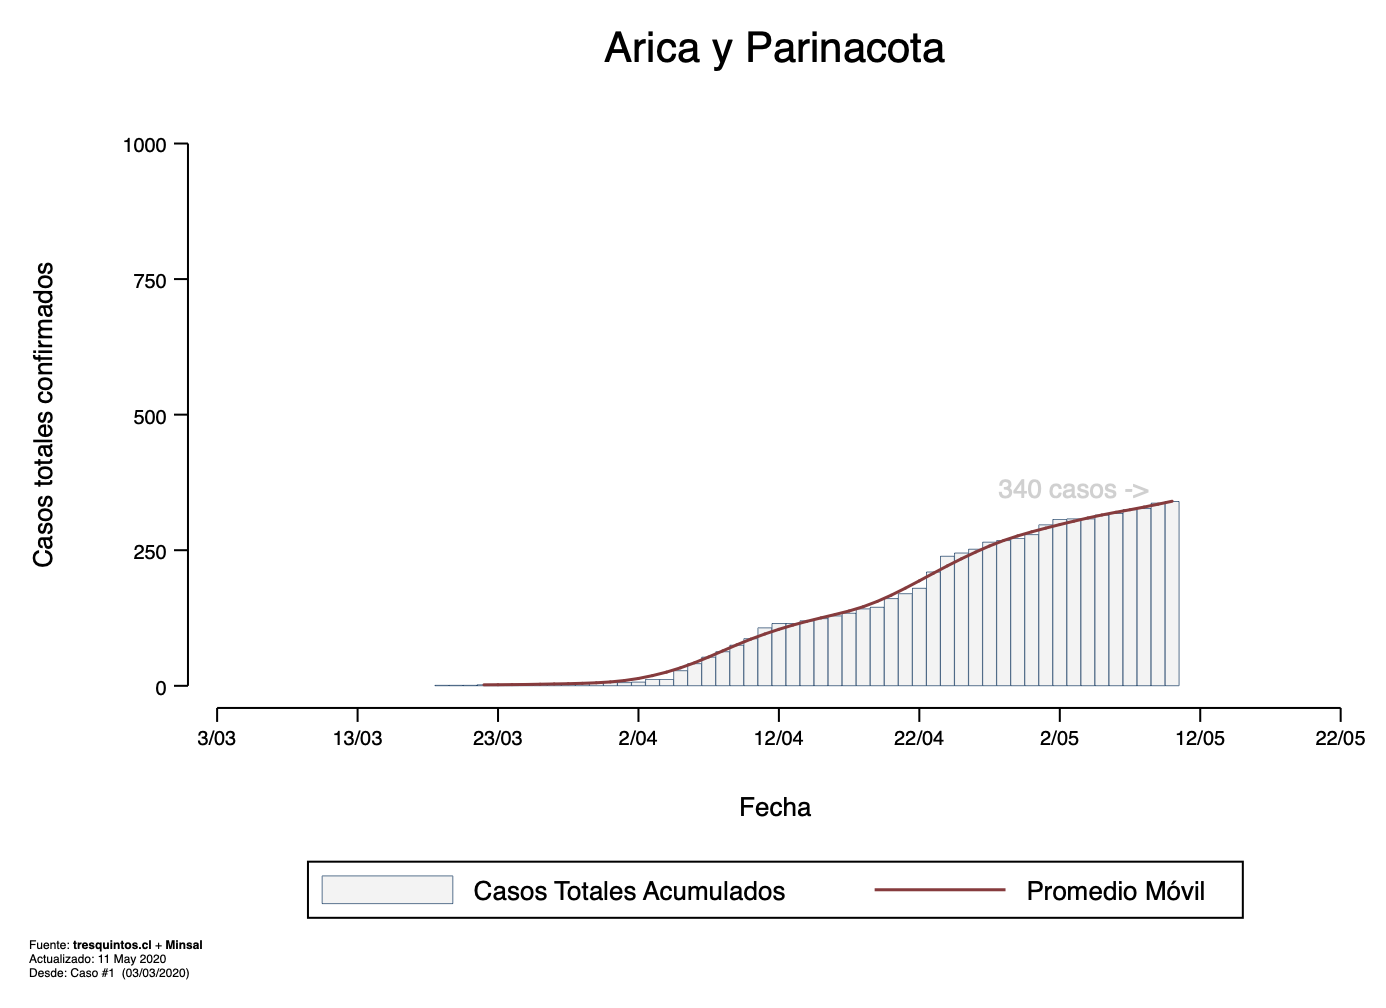 Arica y Parinacota
Casos totales confirmados
1000
750
500
250
0
340 casos ->
3/03 13/03 23/03 2/04 12/04 22/04 2/05 12/05 22/05
Fecha
Casos Totales Acumulados Promedio Móvil
Fuente: tresquintos.cl + Minsal
Actualizado: 11 May 2020
Desde: Caso #1 (03/03/2020)